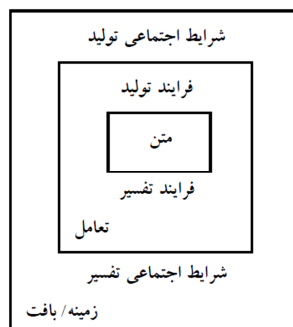 شرایط اجتماعی تولید
فرایند تولید
متن
فرایند تفسیر
تعامل
شرایط اجتماعی تفسیر
زمینه/ بافت